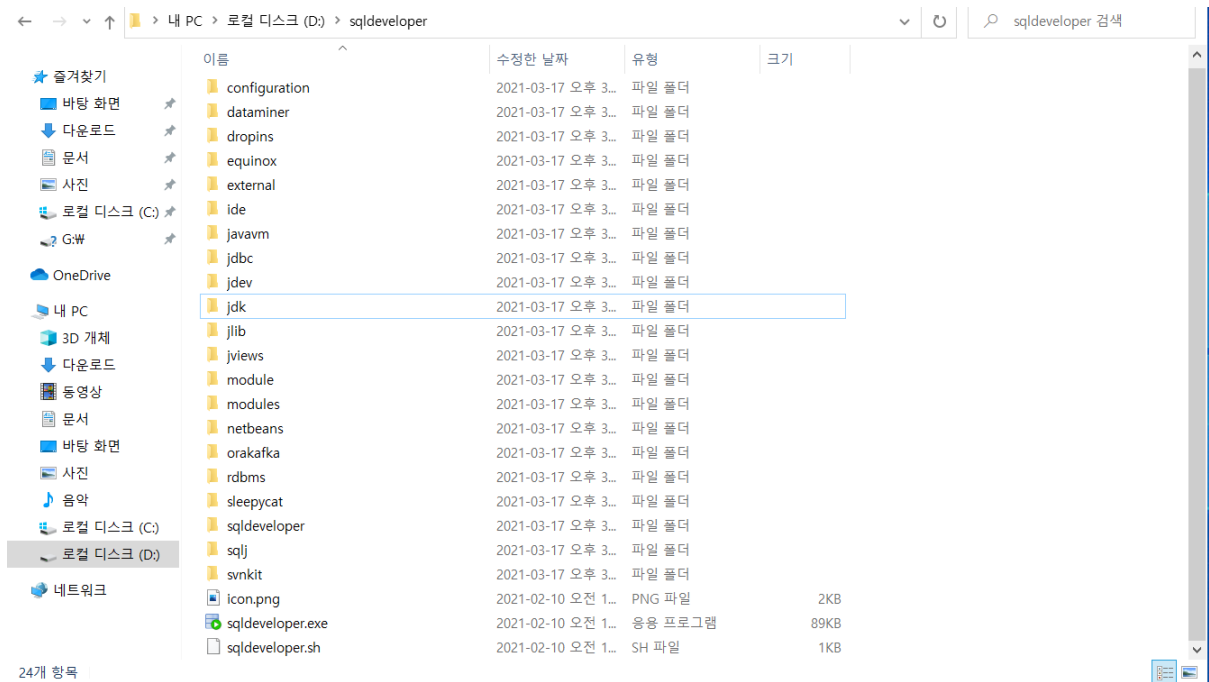 내 PC > 로컬 디스크 (D:) > sqldeveloper
sqldeveloper 검색
이름 수정한 날짜 유형 크기
즐겨찾기
바탕 화면
다운로드
문서
사진
로컬 디스크 (C:)
G:₩
OneDrive
내 PC
3D 개체
다운로드
동영상
문서
바탕 화면
사진
음악
로컬 디스크 (C:)
로컬 디스크 (D:)
네트워크
configuration 2021-03-17 오후 3... 파일 폴더
dataminer 2021-03-17 오후 3... 파일 폴더
dropins 2021-03-17 오후 3... 파일 폴더
equinox 2021-03-17 오후 3... 파일 폴더
external 2021-03-17 오후 3... 파일 폴더
ide 2021-03-17 오후 3... 파일 폴더
javavm 2021-03-17 오후 3... 파일 폴더
jdbc 2021-03-17 오후 3... 파일 폴더
jdev 2021-03-17 오후 3... 파일 폴더
jdk 2021-03-17 오후 3... 파일 폴더
jlib 2021-03-17 오후 3... 파일 폴더
jviews 2021-03-17 오후 3... 파일 폴더
module 2021-03-17 오후 3... 파일 폴더
modules 2021-03-17 오후 3... 파일 폴더
netbeans 2021-03-17 오후 3... 파일 폴더
orakafka 2021-03-17 오후 3... 파일 폴더
rdbms 2021-03-17 오후 3... 파일 폴더
sleepycat 2021-03-17 오후 3... 파일 폴더
sqldeveloper 2021-03-17 오후 3... 파일 폴더
sqlj 2021-03-17 오후 3... 파일 폴더
svnkit 2021-03-17 오후 3... 파일 폴더
icon.png 2021-02-10 오전 1... PNG 파일 2KB
sqldeveloper.exe 2021-02-10 오전 1... 응용 프로그램 89KB
sqldeveloper.sh 2021-02-10 오전 1... SH 파일 1KB
24개 항목